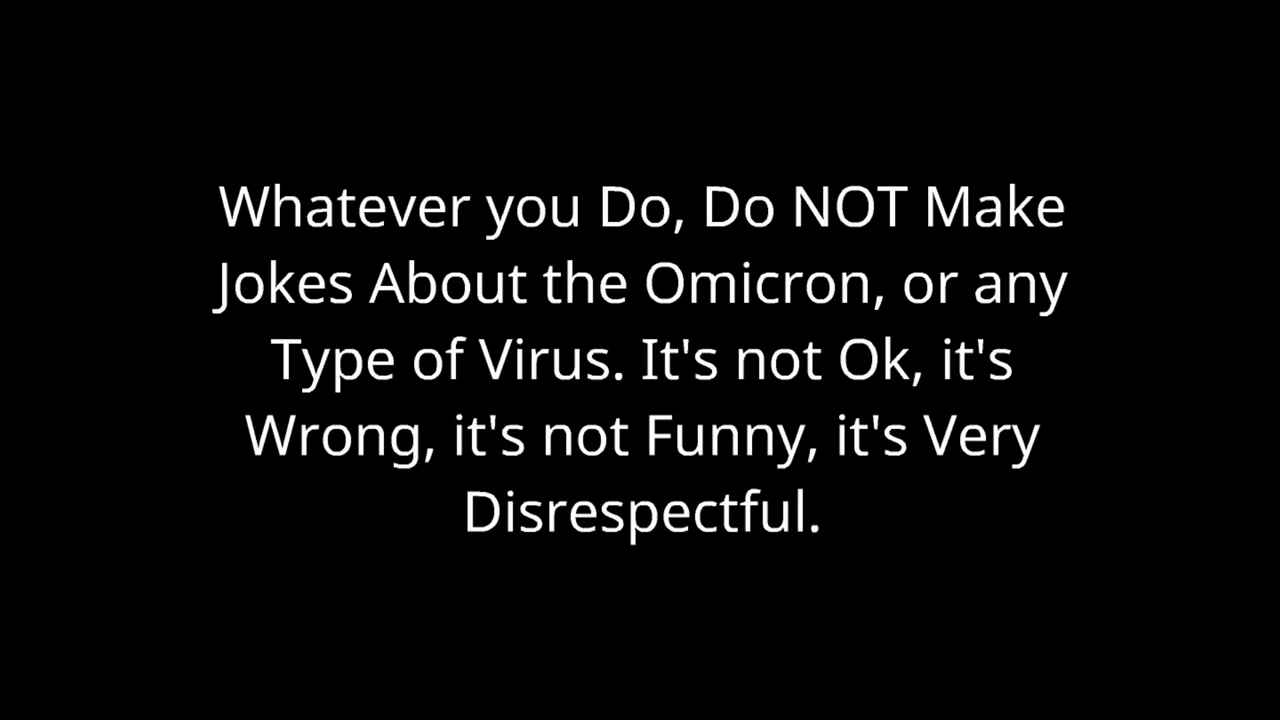 Whatever you Do, Do NOT Make
Jokes About the Omicron, or any
Type of Virus. It's not Ok, it's
Wrong, it's not Funny, it's Very
Disrespectful.